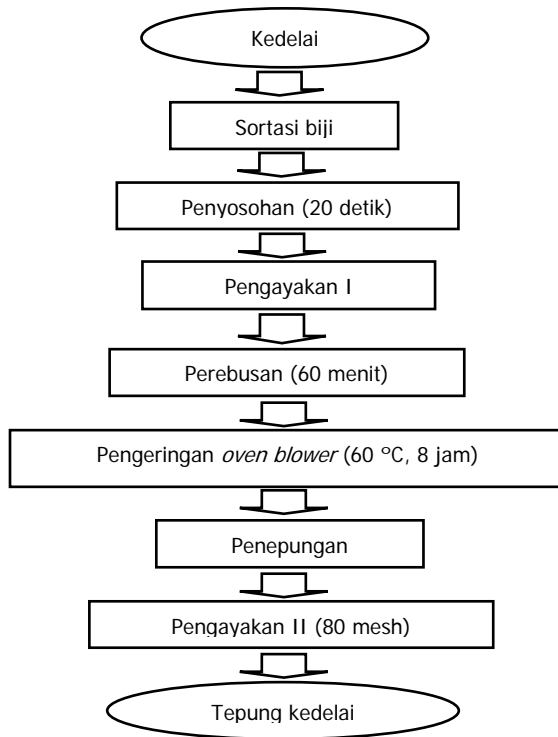 Kedelai
Sortasi biji
Penyosohan (20 detik)
Pengayakan I
Perebusan (60 menit)
Pengeringan oven blower (60 °C, 8 jam)
Penepungan
Pengayakan II (80 mesh)
Tepung kedelai